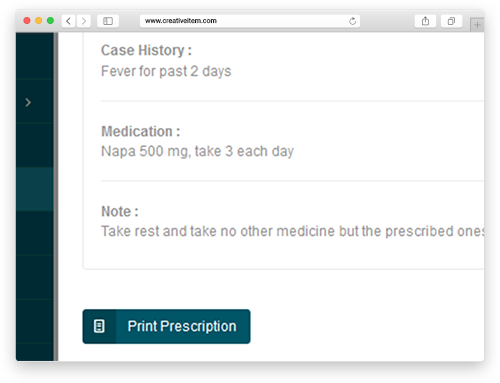 www.creativeitem.com
Case History :
Fever for past 2 days
Medication :
Napa 500 mg, take 3 each day
Note :
Take rest and take no other medicine but the prescribed ones
Print Prescription